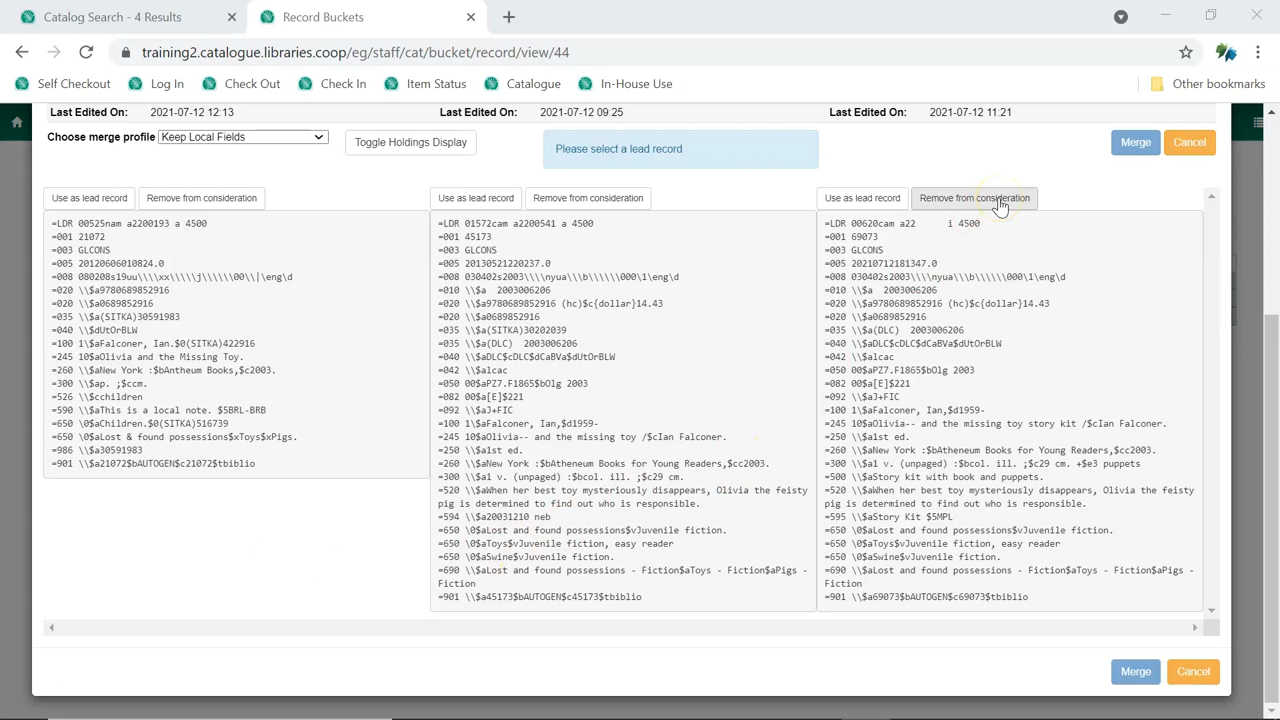 Catalog Search - 4 Results
Record Buckets
training2.catalogue.libraries.coop/eg/staff/cat/bucket/record/view/44
Self Checkout
Log In
Check Out
Check In
Item Status
Catalogue
In-House Use
Other bookmarks
Last Edited On: 2021-07-12 12:13
Last Edited On: 2021-07-12 09:25
Last Edited On: 2021-07-12 11:21
Choose merge profile Keep Local Fields
Toggle Holdings Display
Please select a lead record
Merge
Cancel
Use as lead record
Remove from consideration
=LDR 00525nam a2200193 a 4500
=001 21072
=003 GLCONS
=005 20120606010824.0
=008 080208s19uu\\\\xx\\\\\j\\\\\\00\\|\eng\d
=020 \\$a9780689852916
=020 \\$a0689852916
=035 \\$a(SITKA)30591983
=040 \\$dUtOrBLW
=100 1\$aFalconer, Ian.$0(SITKA)422916
=245 10$aOlivia and the Missing Toy.
=260 \\$aNew York :$bAntheum Books,$c2003.
=300 \\$ap. ;$ccm.
=526 \\$cchildren
=590 \\$aThis is a local note. $5BRL-BRB
=650 \0$aChildren.$0(SITKA)516739
=650 \0$aLost & found possessions$xToys$xPigs.
=986 \\$a30591983
=901 \\$a21072$bAUTOGEN$c21072$tbiblio
Use as lead record
Remove from consideration
=LDR 01572cam a2200541 a 4500
=001 45173
=003 GLCONS
=005 20130521220237.0
=008 030402s2003\\\\nyua\\\b\\\\\\000\1\eng\d
=010 \\$a  2003006206
=020 \\$a9780689852916 (hc)$c{dollar}14.43
=020 \\$a0689852916
=035 \\$a(SITKA)30202039
=035 \\$a(DLC)  2003006206
=040 \\$aDLC$cDLC$dCaBVa$dUtOrBLW
=042 \\$alcac
=050 00$aPZ7.F1865$bOlg 2003
=082 00$a[E]$221
=092 \\$aJ+FIC
=100 1\$aFalconer, Ian,$d1959-
=245 10$aOlivia-- and the missing toy /$cIan Falconer.
=250 \\$a1st ed.
=260 \\$aNew York :$bAtheneum Books for Young Readers,$cc2003.
=300 \\$a1 v. (unpaged) :$bcol. ill. ;$c29 cm.
=520 \\$aWhen her best toy mysteriously disappears, Olivia the feisty
pig is determined to find out who is responsible.
=594 \\$a20031210 neb
=650 \0$aLost and found possessions$vJuvenile fiction.
=650 \0$aToys$vJuvenile fiction, easy reader
=650 \0$aSwine$vJuvenile fiction.
=690 \\$aLost and found possessions - Fiction$aToys - Fiction$aPigs -
Fiction
=901 \\$a45173$bAUTOGEN$c45173$tbiblio
Use as lead record
Remove from consideration
=LDR 00620cam a22     i 4500
=001 69073
=003 GLCONS
=005 20210712181347.0
=008 030402s2003\\\\nyua\\\b\\\\\\000\1\eng\d
=010 \\$a  2003006206
=020 \\$a9780689852916 (hc)$c{dollar}14.43
=020 \\$a0689852916
=035 \\$a(DLC)  2003006206
=040 \\$aDLC$cDLC$dCaBVa$dUtOrBLW
=042 \\$alcac
=050 00$aPZ7.F1865$bOlg 2003
=082 00$a[E]$221
=092 \\$aJ+FIC
=100 1\$aFalconer, Ian,$d1959-
=245 10$aOlivia-- and the missing toy story kit /$cIan Falconer.
=250 \\$a1st ed.
=260 \\$aNew York :$bAtheneum Books for Young Readers,$cc2003.
=300 \\$a1 v. (unpaged) :$bcol. ill. ;$c29 cm. +$e3 puppets
=500 \\$aStory kit with book and puppets.
=520 \\$aWhen her best toy mysteriously disappears, Olivia the feisty
pig is determined to find out who is responsible.
=595 \\$aStory Kit $5MPL
=650 \0$aLost and found possessions$vJuvenile fiction.
=650 \0$aToys$vJuvenile fiction, easy reader
=650 \0$aSwine$vJuvenile fiction.
=690 \\$aLost and found possessions - Fiction$aToys - Fiction$aPigs -
Fiction
=901 \\$a69073$bAUTOGEN$c69073$tbiblio
Merge
Cancel